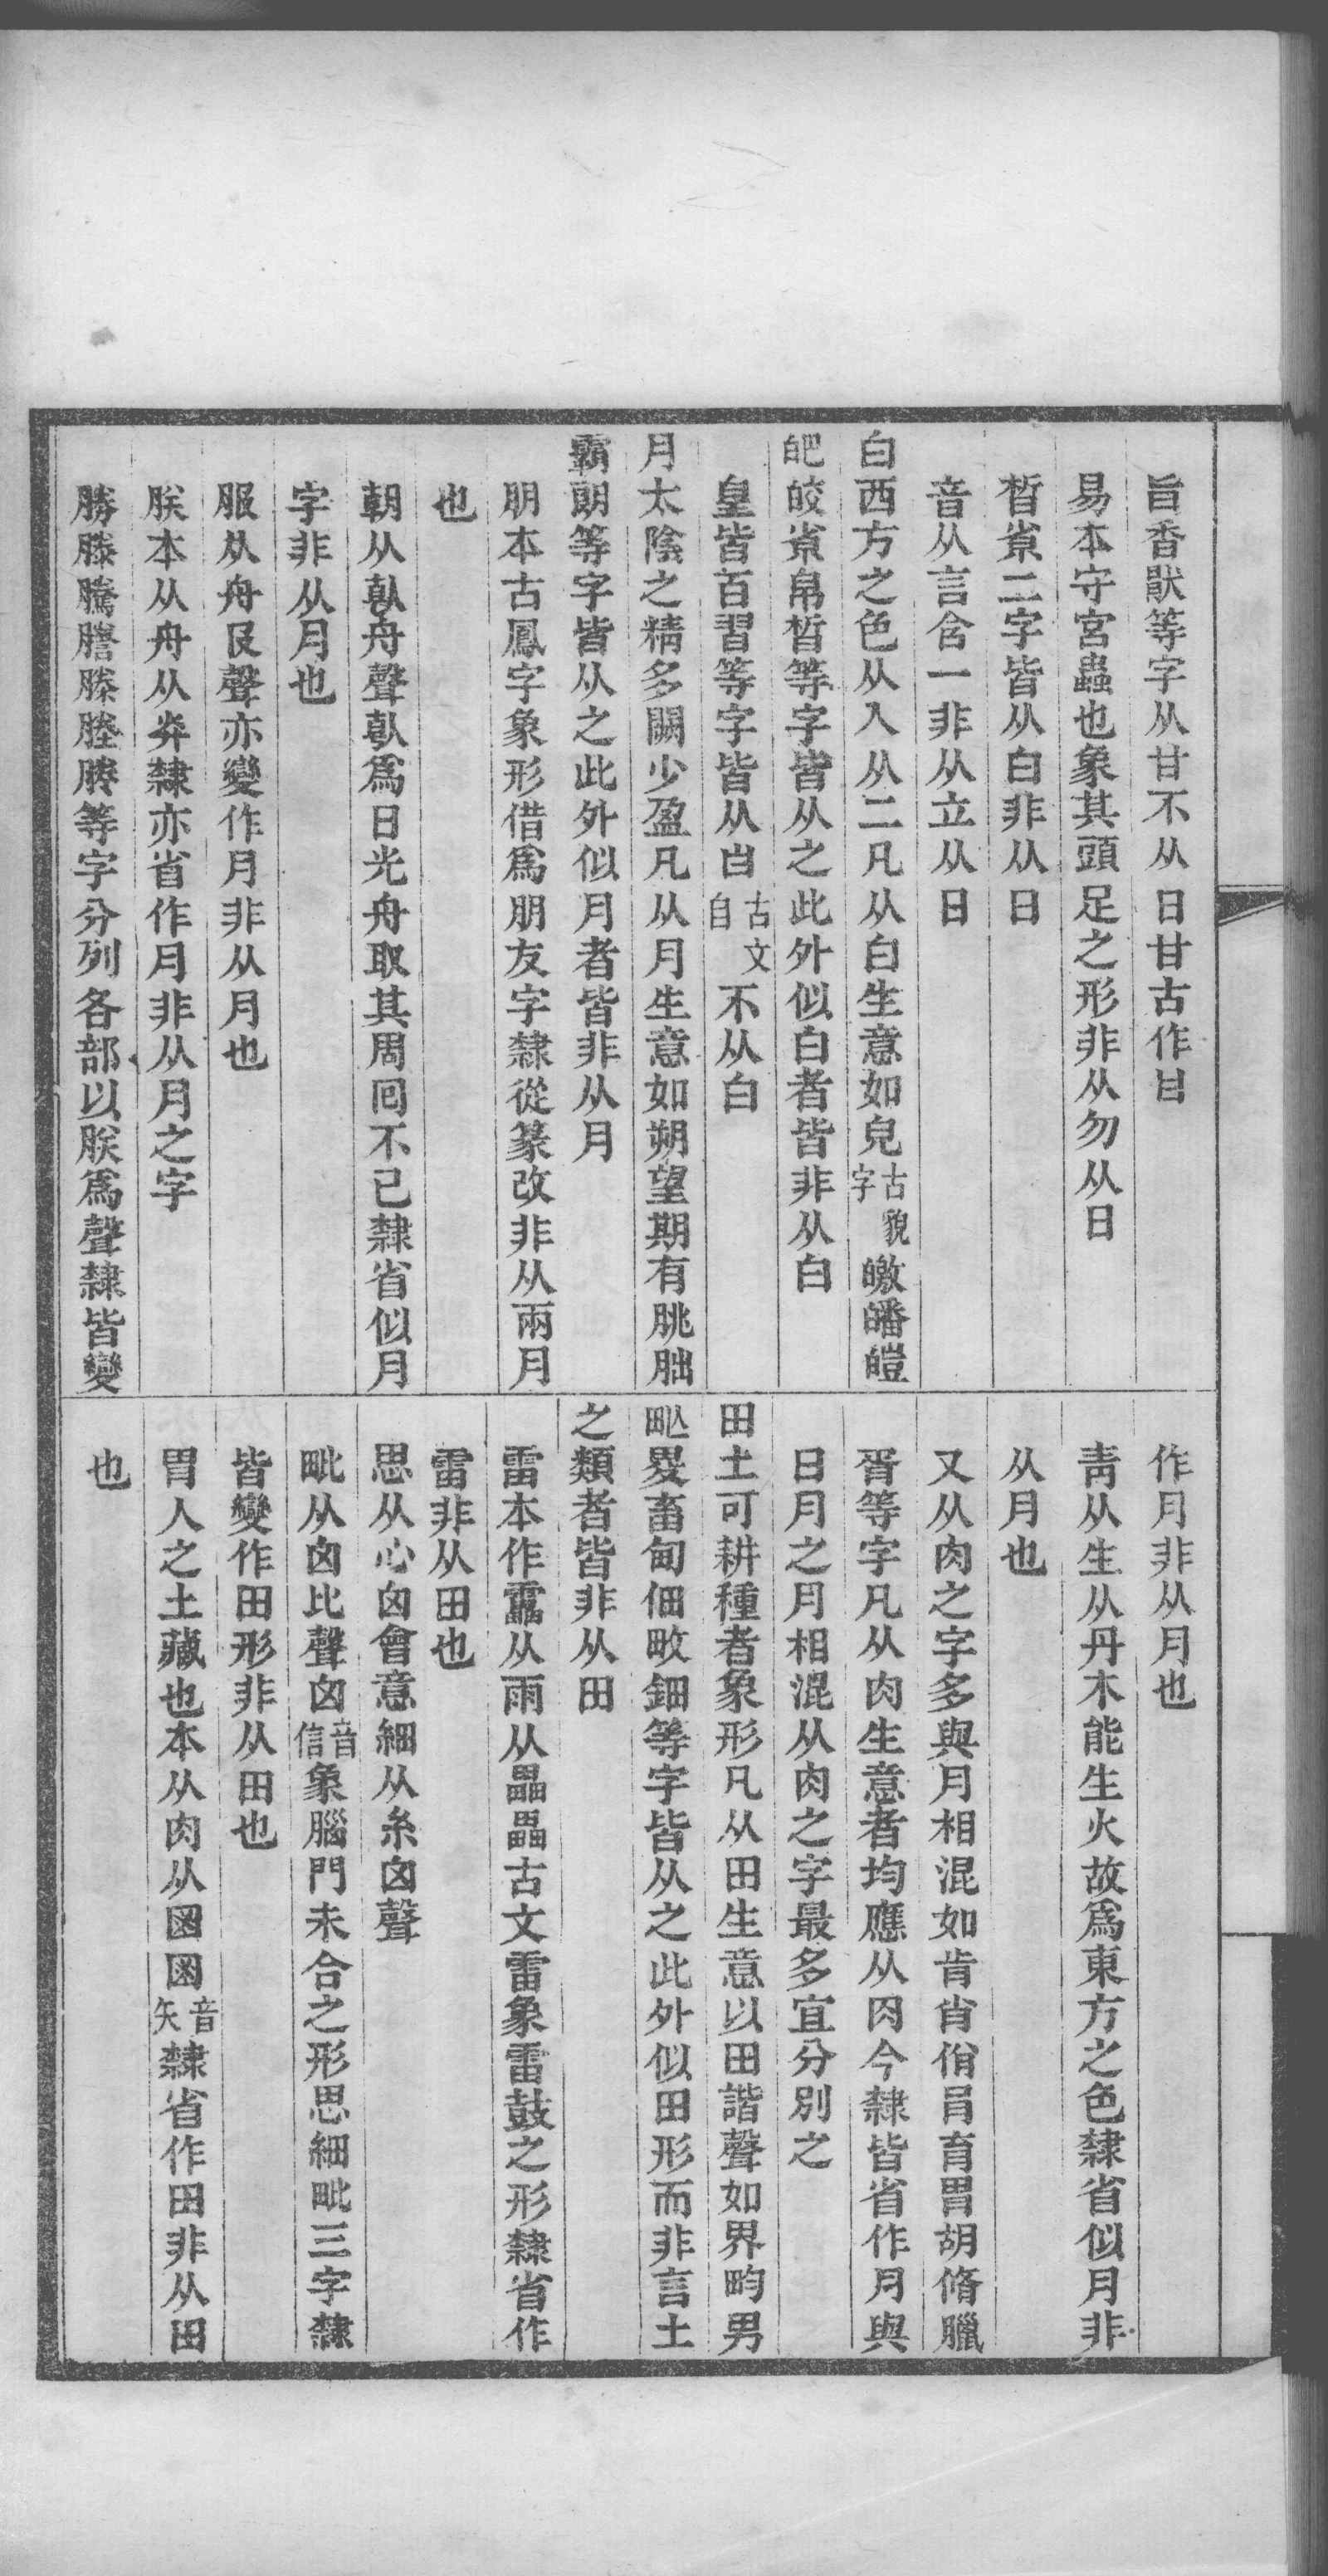 旨香猒等字从甘不从日甘古作甘
易本守宮蟲也象其頭足之形非从勿从日
皙㬎二字皆从白非从日
音从言含一非从立从日
白西方之色从入从二凡从白生意如皃古貌字皦皤皚
皅皎㬎帛皙等字皆从之此外似白者皆非从白
皇皆百習等字皆从白古文自不从白
月太陰之精多闕少盈凡从月生意如朔望期有朓朏
霸朗等字皆从之此外似月者皆非从月
朋本古鳳字象形借爲朋友字隸從篆改非从兩月
也
朝从倝舟聲倝爲日光舟取其周囘不已隸省似月
字非从月也
服从舟𠬝聲亦變作月非从月也
朕本从舟从灷隸亦省作月非从月之字
勝滕騰謄縢塍賸等字分列各部以朕爲聲隸皆變
作月非从月也
靑从生从丹木能生火故爲東方之色隸省似月非
从月也
又从肉之字多與月相混如肯肖俏肙育胃胡脩臘
胥等字凡从肉生意者均應从肉今隸皆省作月與
日月之月相混从肉之字最多宜分別之
田土可耕種者象形凡从田生意以田諧聲如界畇男
甿畟畜甸佃畋鈿等字皆从之此外似田形而非言土
之類者皆非从田
雷本作靁从雨从畾畾古文雷象雷鼓之形隸省作
雷非从田也
思从心囟會意細从糸囟聲
毗从囟比聲囟音信象腦門未合之形思細毗三字隸
皆變作田形非从田也
胃人之土藏也本从肉从𡇒𡇒音矢隸省作田非从田
也